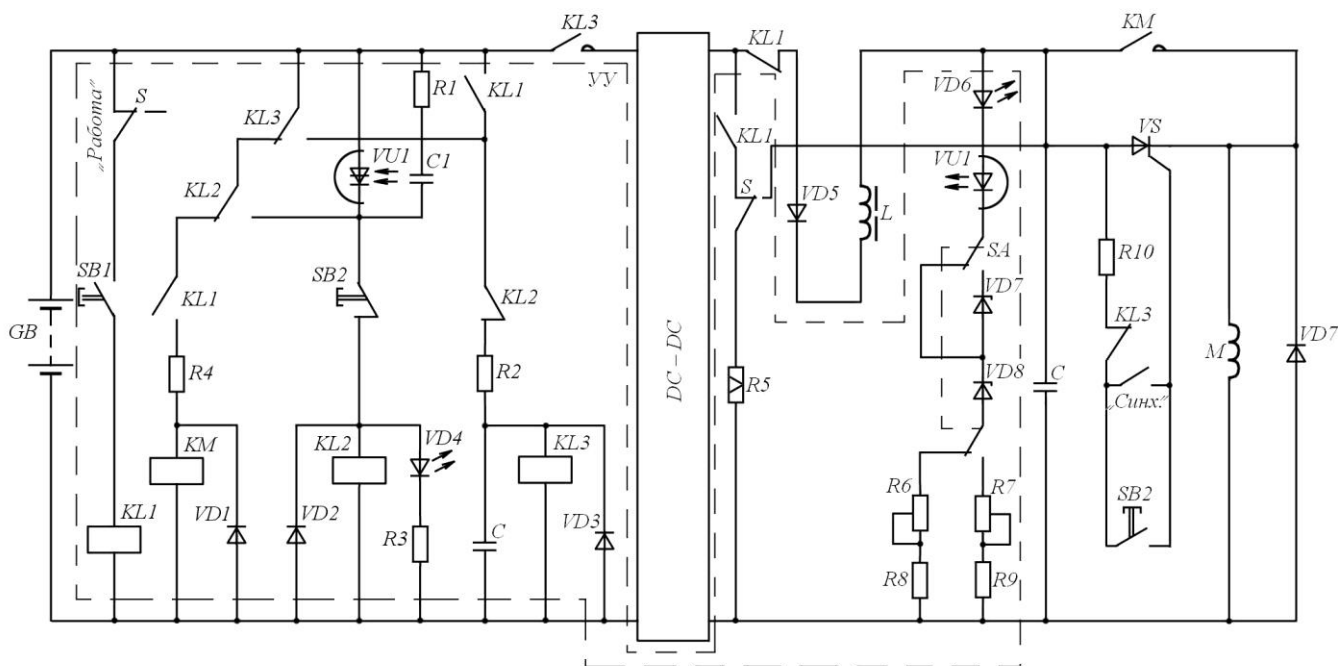 KL3
KL1
KM
S
„Работа"
R1
УУ
KL1
VD6
KL3
VU1
C1
KL1
VS
KL2
VU1
S
VD5
L
SB1
KL1
SB2
KL2
SA
R10
VD7
KL3
GB
R4
R2
DC – DC
R5
VD8
C
„Синх."
M
VD7
KM
KL2
VD4
KL3
R6
R7
SB2
KL1
VD1
VD2
R3
C
VD3
R8
R9